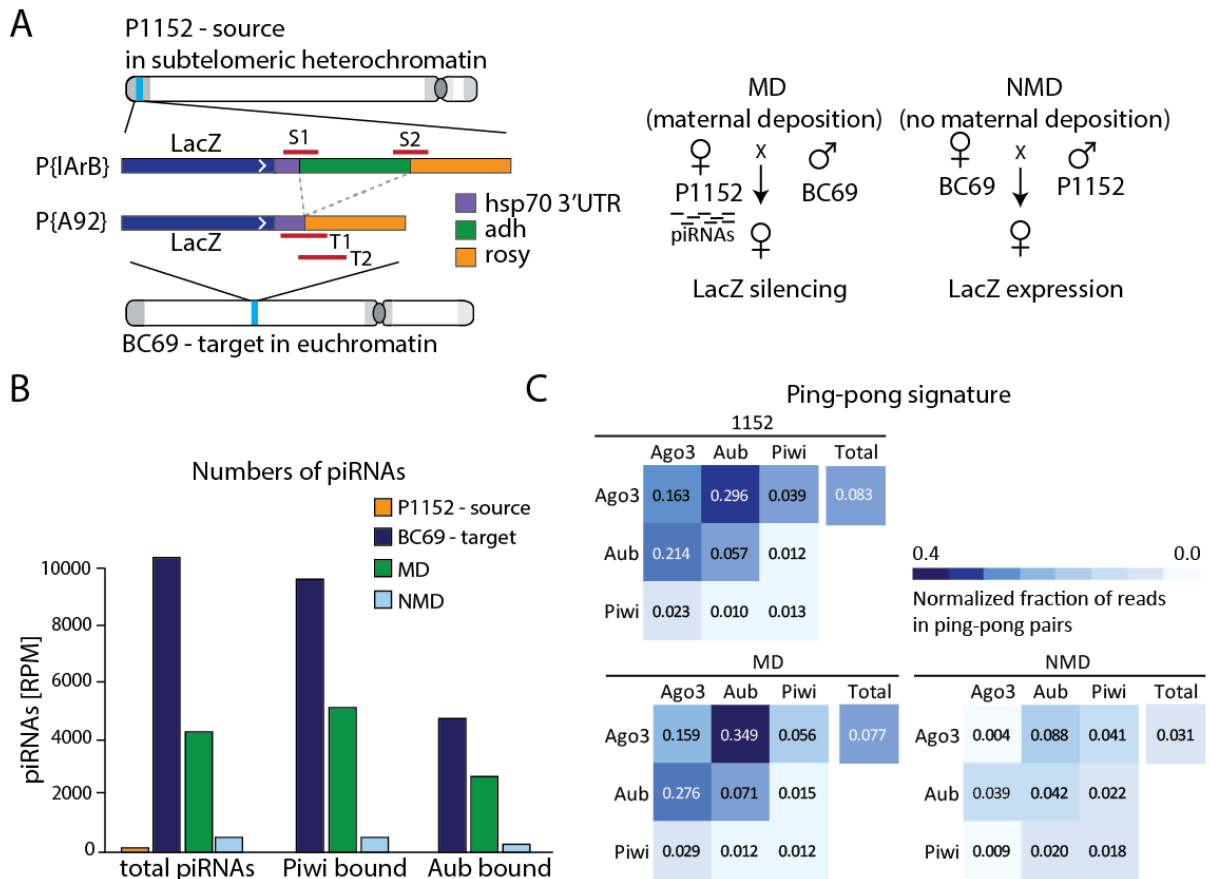 A
P1152 - source
in subtelomeric heterochromatin
LacZ
S1
S2
P{lArB}
P{A92}
LacZ
T1
T2
hsp70 3'UTR
adh
rosy
BC69 - target in euchromatin
MD
(maternal deposition)
♀ x ♂
P1152
BC69
piRNAs
♀
LacZ silencing
NMD
(no maternal deposition)
♀ x ♂
BC69
P1152
♀
LacZ expression
B
Numbers of piRNAs
P1152 - source
BC69 - target
MD
NMD
piRNAs [RPM]
10000
8000
6000
4000
2000
0
total piRNAs
Piwi bound
Aub bound
C
Ping-pong signature
1152
Ago3 Aub Piwi Total
Ago3 0.163 0.296 0.039 0.083
Aub 0.214 0.057 0.012
Piwi 0.023 0.010 0.013
0.4 0.0
Normalized fraction of reads
in ping-pong pairs
MD
Ago3 Aub Piwi Total
Ago3 0.159 0.349 0.056 0.077
Aub 0.276 0.071 0.015
Piwi 0.029 0.012 0.012
NMD
Ago3 Aub Piwi Total
Ago3 0.004 0.088 0.041 0.031
Aub 0.039 0.042 0.022
Piwi 0.009 0.020 0.018